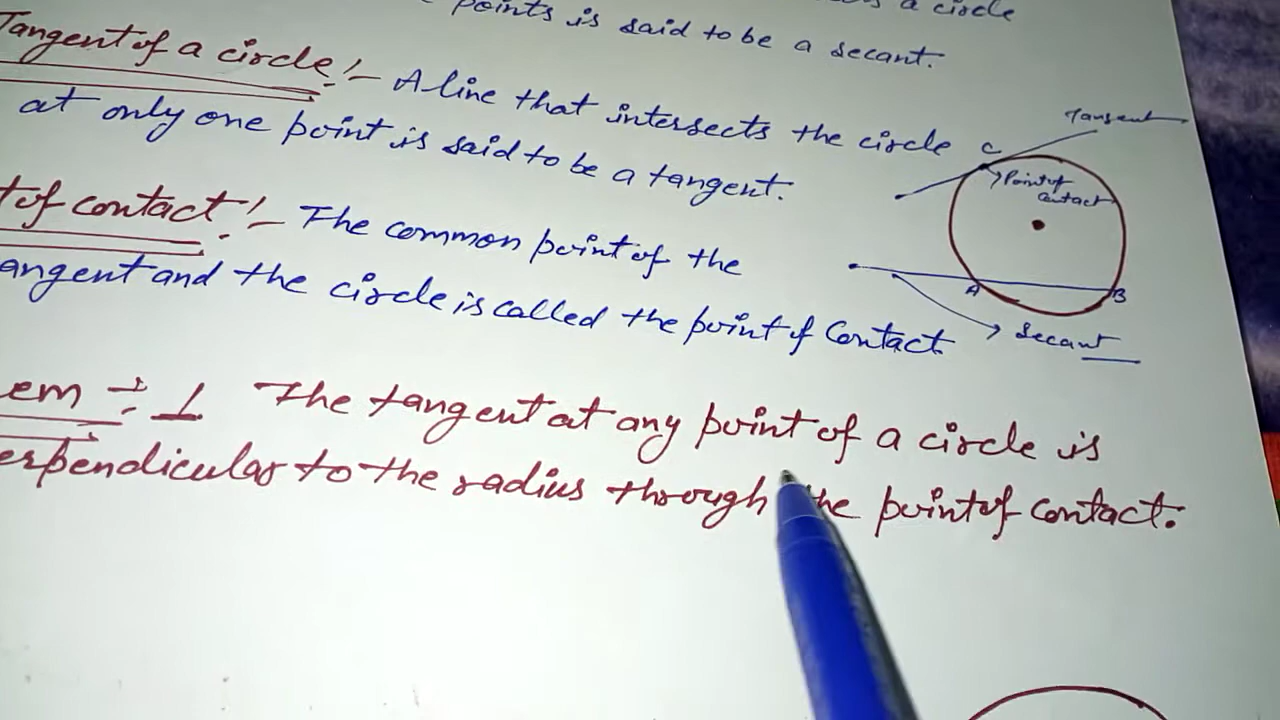 a circle
points is said to be a secant.
Tangent of a circle :- A line that intersects the circle
at only one point is said to be a tangent.
t of contact :- The common point of the
angent and the circle is called the point of Contact
em :- 1 The tangent at any point of a circle is
erpendicular to the radius through the point of contact.
Tangent
C
Point of
Contact
A
B
Secant